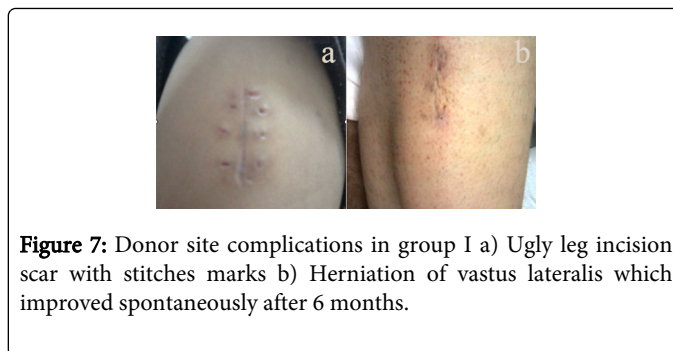 a
b
Figure 7: Donor site complications in group I a) Ugly leg incision
scar with stitches marks b) Herniation of vastus lateralis which
improved spontaneously after 6 months.